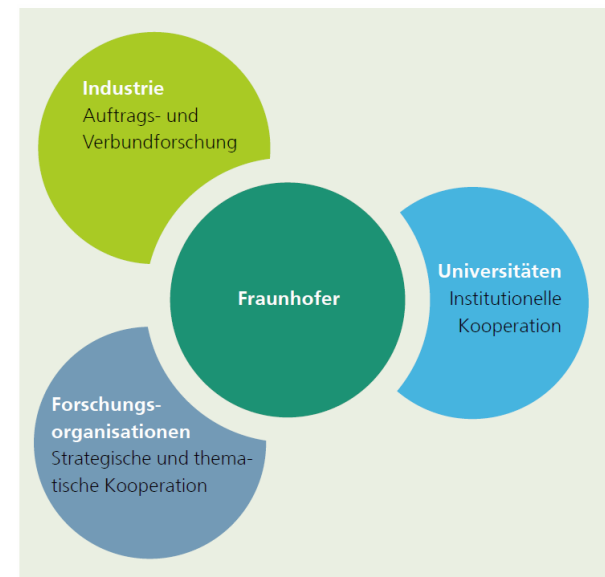 Industrie
Auftrags- und
Verbundforschung
Fraunhofer
Universitäten
Institutionelle
Kooperation
Forschungs-
organisationen
Strategische und thema-
tische Kooperation